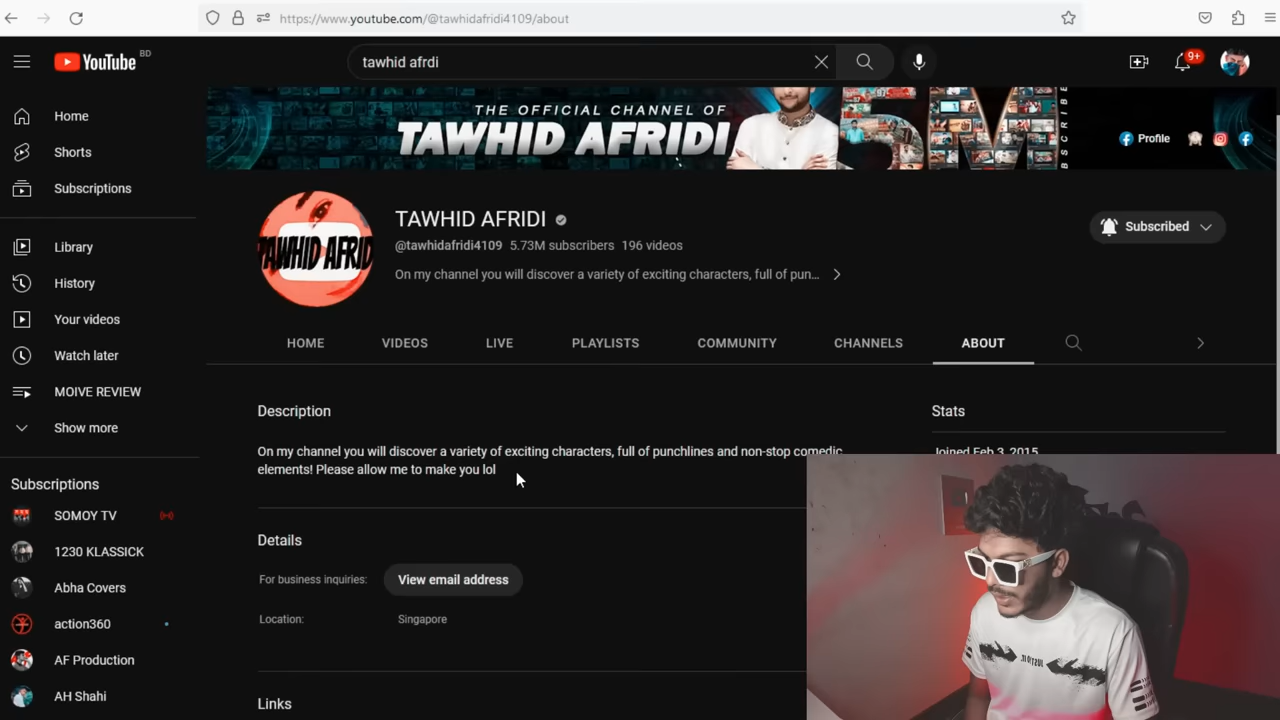 https://www.youtube.com/@tawhidafridi4109/about
YouTube BD
tawhid afrdi
9+
Home
Shorts
Subscriptions
Library
History
Your videos
Watch later
MOIVE REVIEW
Show more
Subscriptions
SOMOY TV
1230 KLASSICK
Abha Covers
action360
AF Production
AH Shahi
THE OFFICIAL CHANNEL OF
TAWHID AFRIDI
5M
Profile
TAWHID AFRIDI
TAWHID AFRIDI
@tawhidafridi4109 5.73M subscribers 196 videos
On my channel you will discover a variety of exciting characters, full of pun...
Subscribed
HOME VIDEOS LIVE PLAYLISTS COMMUNITY CHANNELS ABOUT
Description
On my channel you will discover a variety of exciting characters, full of punchlines and non-stop comedic
elements! Please allow me to make you lol
Details
For business inquiries: View email address
Location: Singapore
Links
Stats
Joined Feb 3, 2015